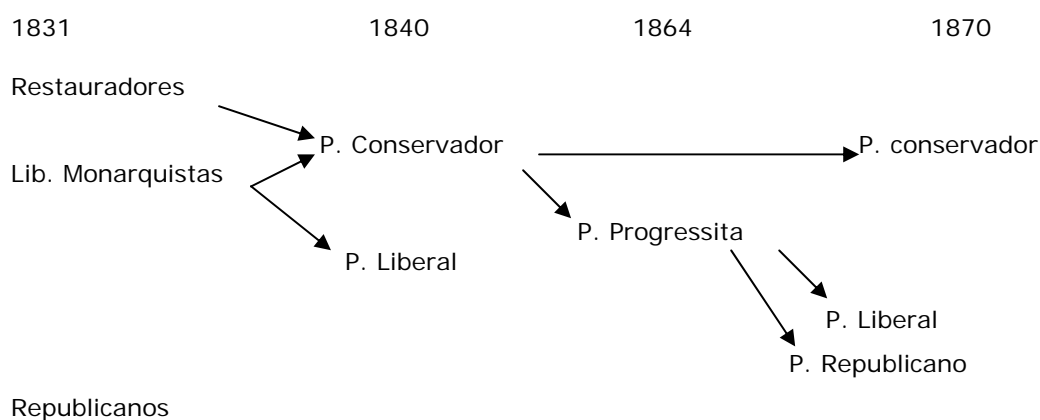 1831 1840 1864 1870
Restauradores
P. Conservador P. conservador
Lib. Monarquistas
P. Progressita
P. Liberal
P. Liberal
P. Republicano
Republicanos